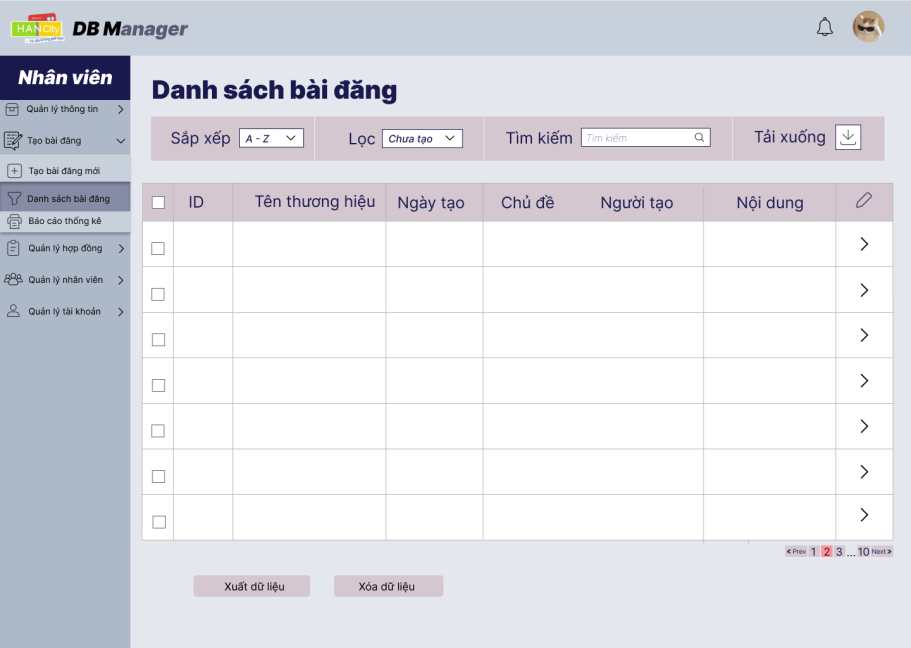 HANCity
DB Manager
Nhân viên
Quản lý thông tin
Tạo bài đăng
Tạo bài đăng mới
Danh sách bài đăng
Báo cáo thống kê
Quản lý hợp đồng
Quản lý nhân viên
Quản lý tài khoản
Danh sách bài đăng
Sắp xếp A - Z Lọc Chưa tạo Tìm kiếm Tìm kiếm Tải xuống
ID Tên thương hiệu Ngày tạo Chủ đề Người tạo Nội dung
Prev 1 2 3 ... 10 Next
Xuất dữ liệu Xóa dữ liệu